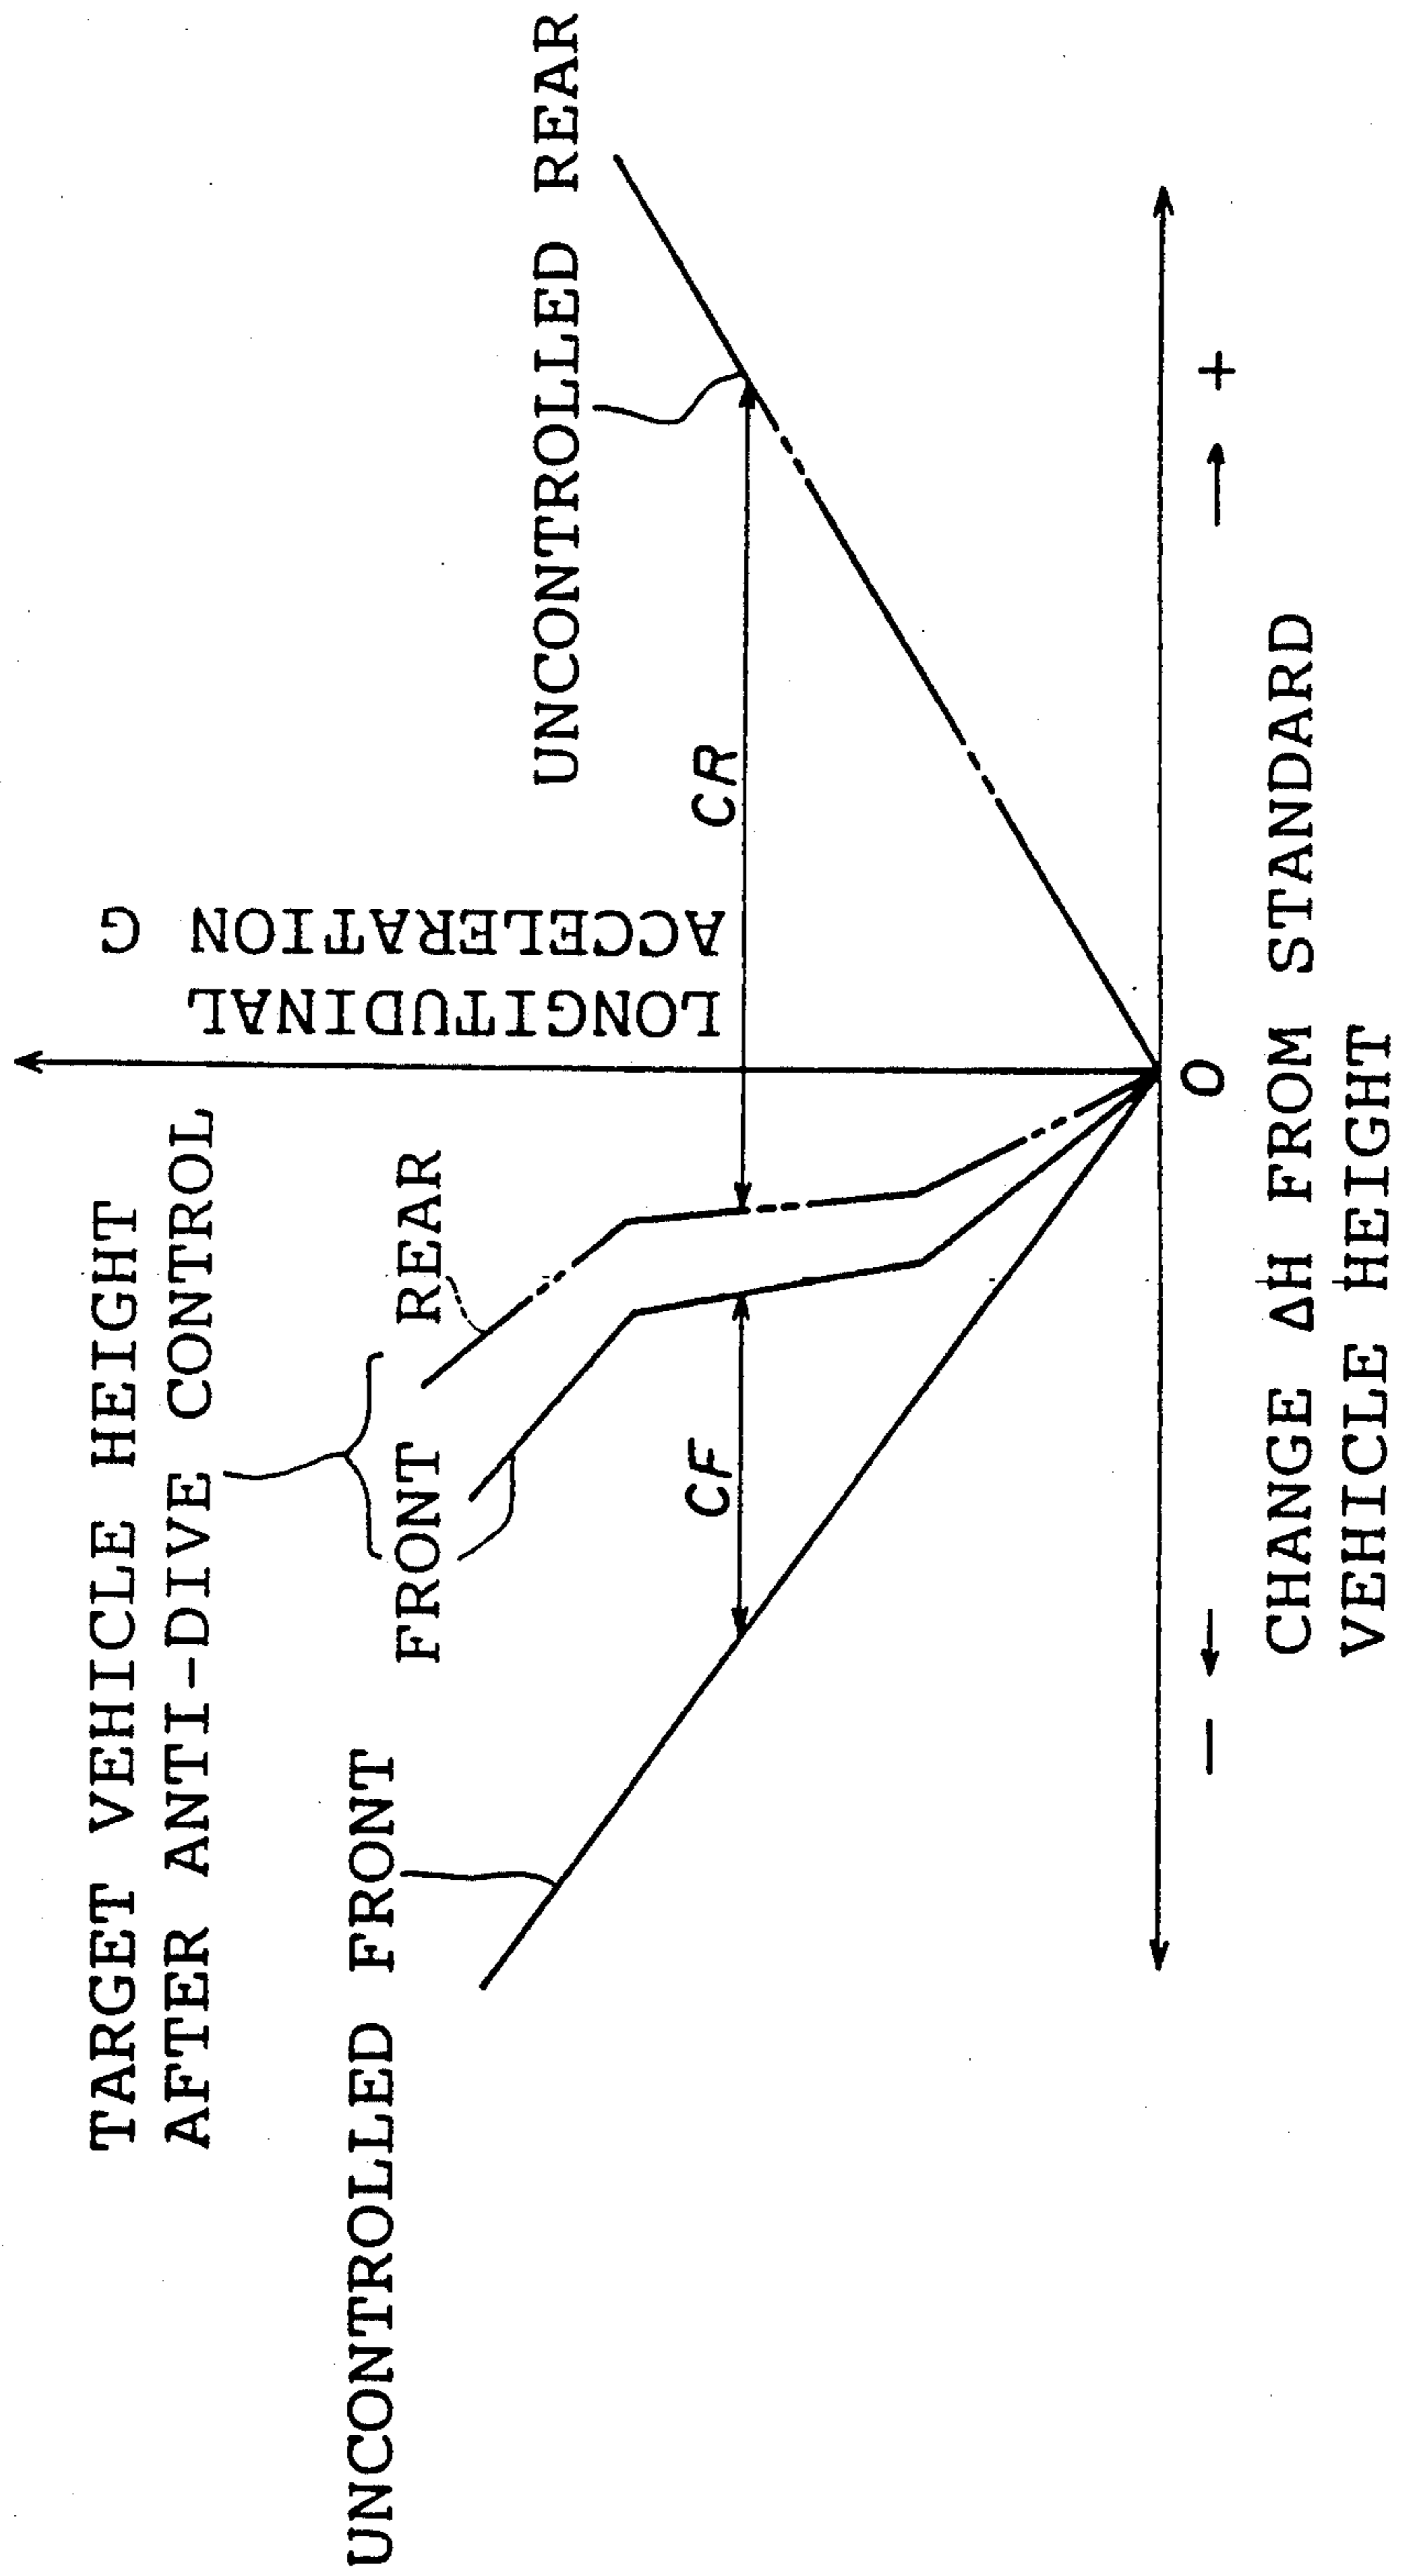 TARGET VEHICLE HEIGHT
AFTER ANTI-DIVE CONTROL
FRONT REAR
UNCONTROLLED FRONT
LONGITUDINAL
ACCELERATION G
UNCONTROLLED REAR
CF
CR
O
− ←
→ +
CHANGE ΔH FROM STANDARD
VEHICLE HEIGHT